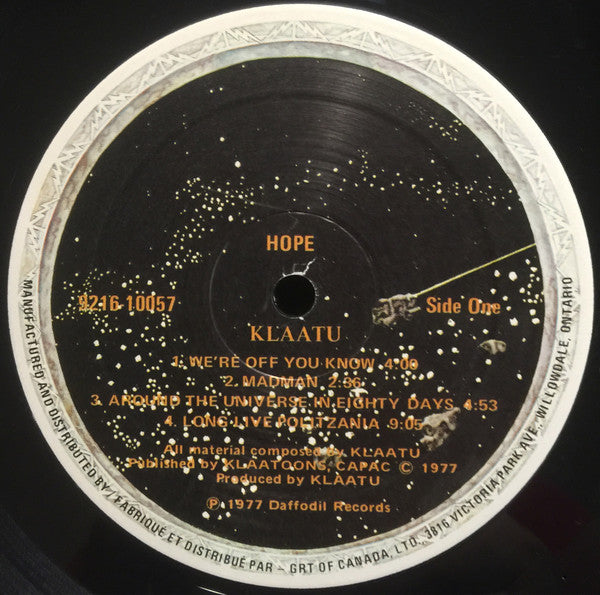 HOPE
9216-10057
Side One
KLAATU
1. WE'RE OFF YOU KNOW 4:00
2. MADMAN 2:36
3. AROUND THE UNIVERSE IN EIGHTY DAYS 4:53
4. LONG LIVE POLITZANIA 9:05
All material composed by KLAATU
Published by KLAATOONS, CAPAC © 1977
Produced by KLAATU
℗ 1977 Daffodil Records
MANUFACTURED AND DISTRIBUTED BY / FABRIQUÉ ET DISTRIBUÉ PAR – GRT OF CANADA, LTD., 3816 VICTORIA PARK AVE., WILLOWDALE, ONTARIO